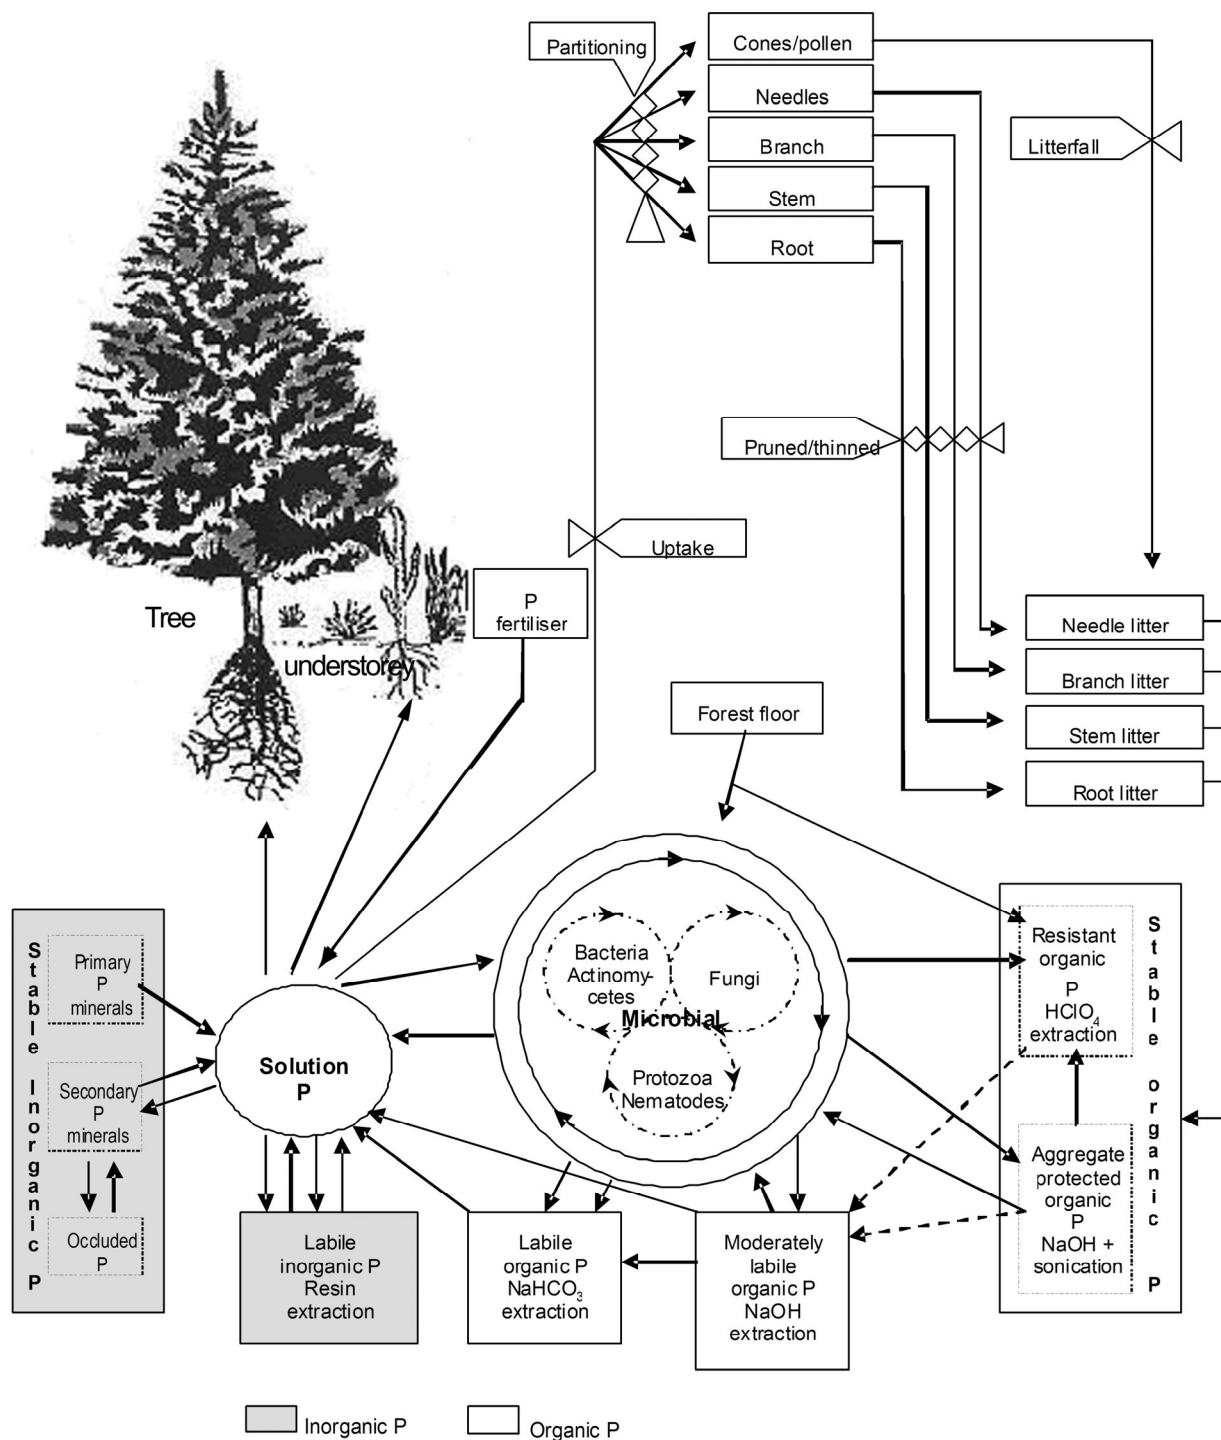 Partitioning
Cones/pollen
Needles
Branch
Stem
Root
Litterfall
Pruned/thinned
Uptake
Tree
understorey
P
fertiliser
Needle litter
Branch litter
Stem litter
Root litter
Forest floor
Stable Inorganic P
Primary
P
minerals
Secondary
P
minerals
Occluded
P
Solution
P
Bacteria
Actinomy-
cetes
Fungi
Microbial
Protozoa
Nematodes
Resistant
organic
P
HClO₄
extraction
Aggregate
protected
organic
P
NaOH +
sonication
Stable organic P
Labile
inorganic P
Resin
extraction
Labile
organic P
NaHCO₃
extraction
Moderately
labile
organic P
NaOH
extraction
Inorganic P
Organic P